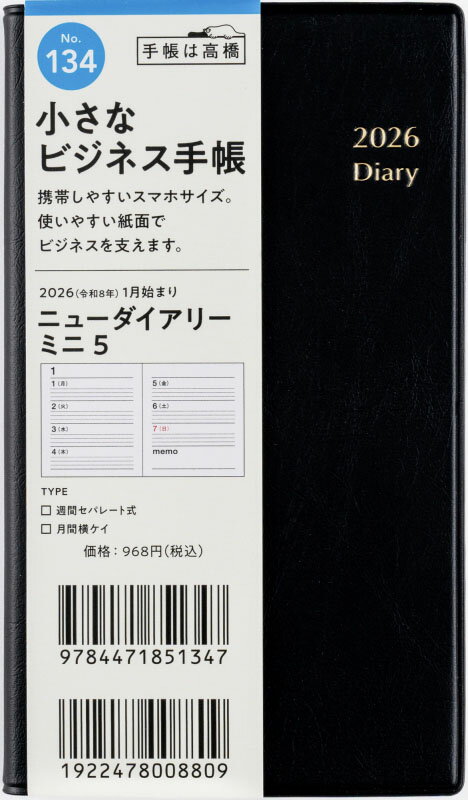 No.
134
手帳は高橋
小さな
ビジネス手帳
携帯しやすいスマホサイズ。
使いやすい紙面で
ビジネスを支えます。
2026(令和8年) 1月始まり
ニューダイアリー
ミニ 5
1
1(月)
2(火)
3(水)
4(木)
5(金)
6(土)
7(日)
memo
TYPE
□ 週間セパレート式
□ 月間横ケイ
価格：968円(税込)
9784471851347
1922478008809
2026
Diary